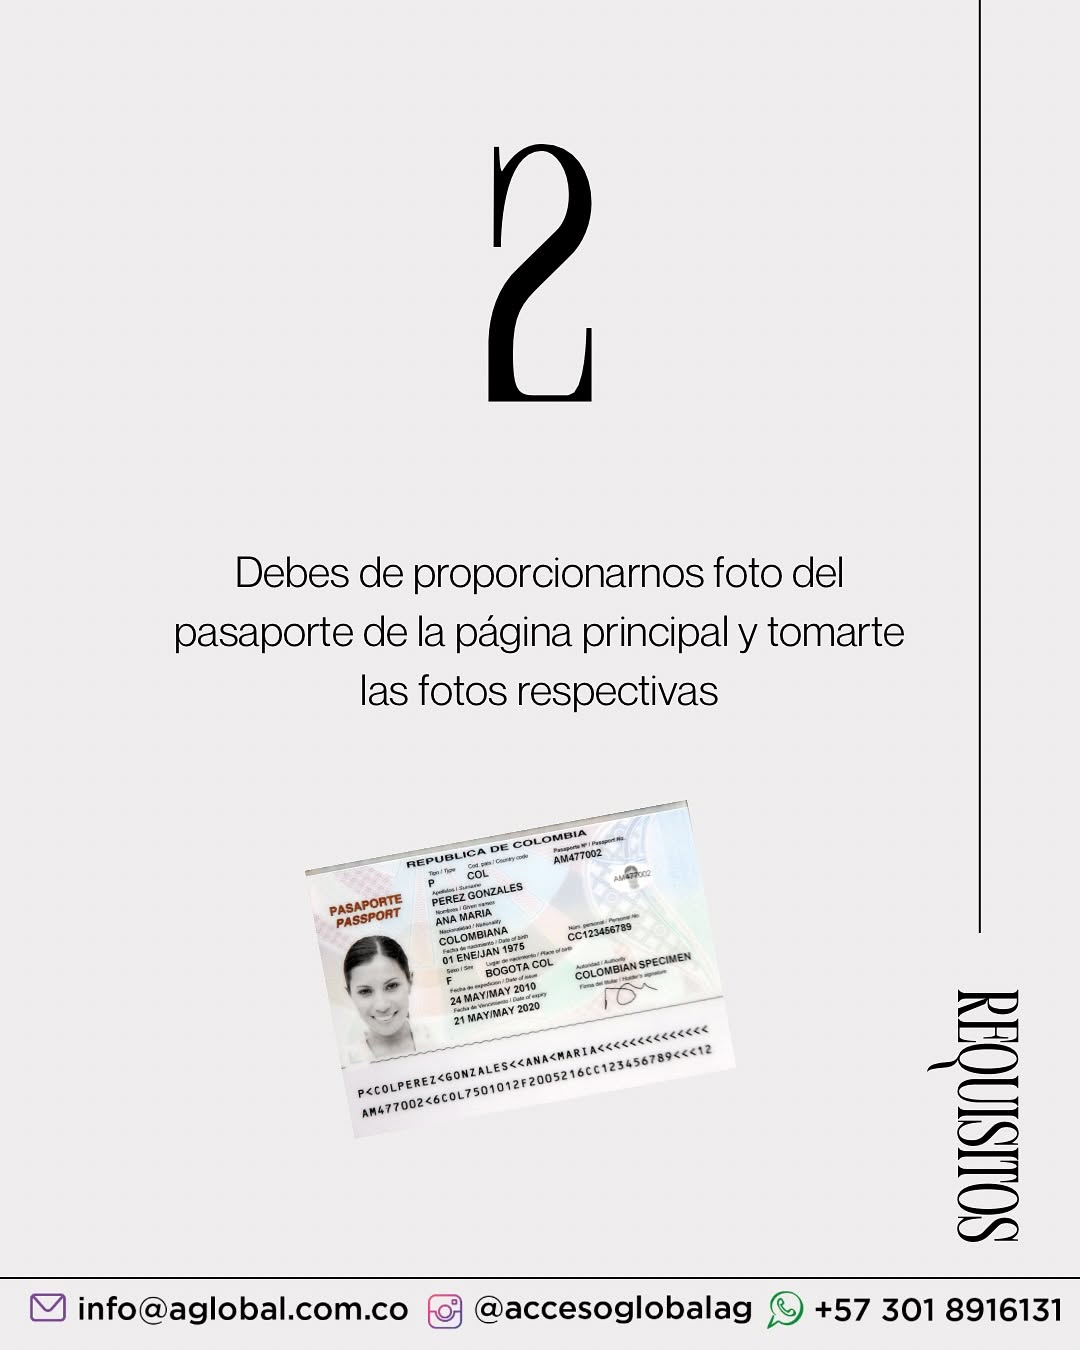 2
Debes de proporcionarnos foto del
pasaporte de la página principal y tomarte
las fotos respectivas
REPUBLICA DE COLOMBIA
PASAPORTE
PASSPORT
Tipo / Type Cod. país / Country code Pasaporte Nº / Passport No.
P COL AM477002
AM477002
Apellidos / Surname
PEREZ GONZALES
Nombres / Given names
ANA MARIA
Nacionalidad / Nationality
COLOMBIANA
Fecha de nacimiento / Date of birth Núm. personal / Personal No.
01 ENE/JAN 1975 CC123456789
Sexo / Sex Lugar de nacimiento / Place of birth
F BOGOTA COL
Autoridad / Authority
COLOMBIAN SPECIMEN
Fecha de expedición / Date of issue
24 MAY/MAY 2010
Firma del titular / Holder's signature
Fecha de Vencimiento / Date of expiry
21 MAY/MAY 2020
P<COLPEREZ<GONZALES<<ANA<MARIA<<<<<<<<<<<<<<
AM477002<6COL7501012F2005216CC123456789<<<12
REQUISITOS
info@aglobal.com.co @accesoglobalag +57 301 8916131